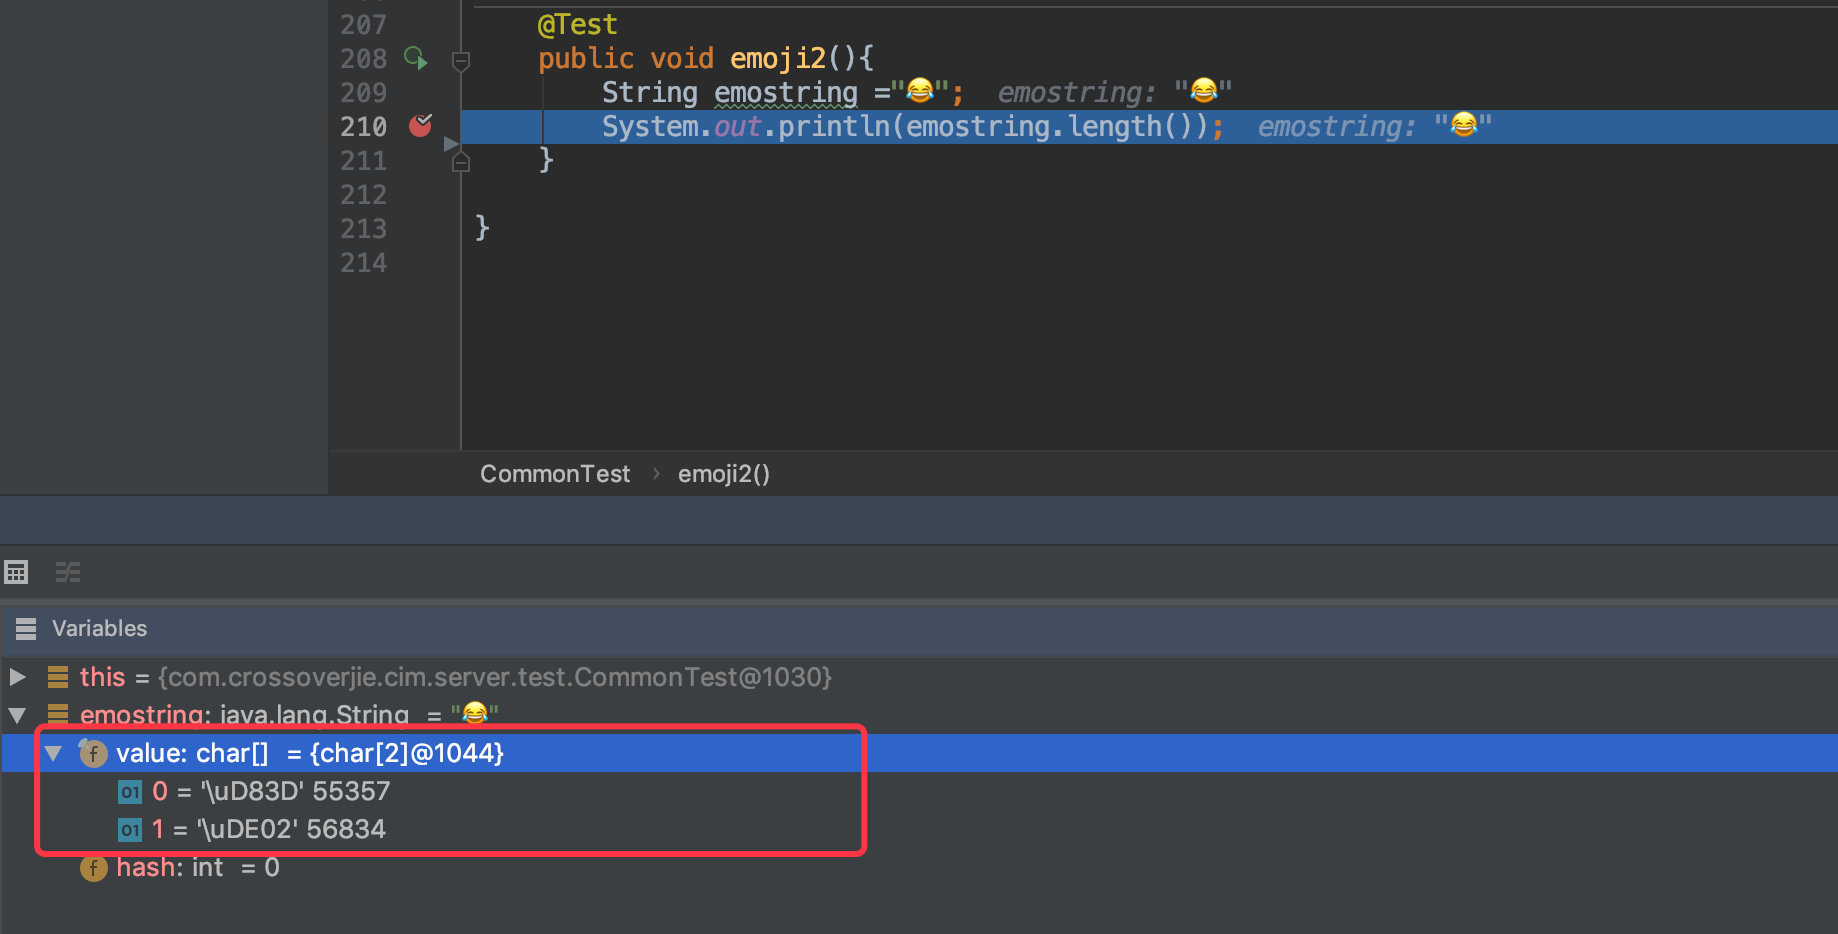 207 @Test
208 public void emoji2(){
209 String emostring ="😂"; emostring: "😂"
210 System.out.println(emostring.length()); emostring: "😂"
211 }
212
213 }
214
CommonTest › emoji2()
Variables
this = {com.crossoverjie.cim.server.test.CommonTest@1030}
emostring: java.lang.String = "😂"
f value: char[] = {char[2]@1044}
01 0 = '\uD83D' 55357
01 1 = '\uDE02' 56834
f hash: int = 0